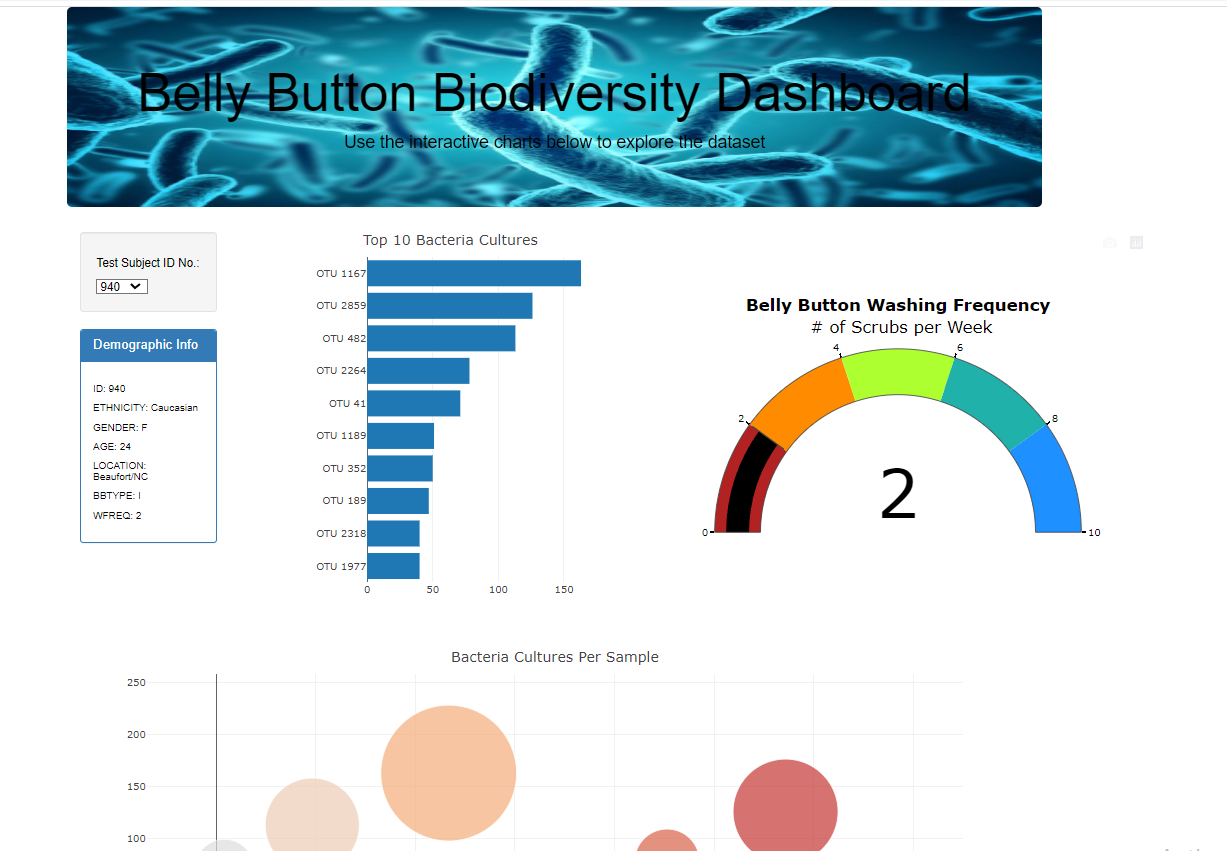 Belly Button Biodiversity Dashboard
Use the interactive charts below to explore the dataset
Test Subject ID No.:
940
Demographic Info
ID: 940
ETHNICITY: Caucasian
GENDER: F
AGE: 24
LOCATION:
Beaufort/NC
BBTYPE: I
WFREQ: 2
Top 10 Bacteria Cultures
OTU 1167
OTU 2859
OTU 482
OTU 2264
OTU 41
OTU 1189
OTU 352
OTU 189
OTU 2318
OTU 1977
0 50 100 150
Belly Button Washing Frequency
# of Scrubs per Week
0
2
4
6
8
10
2
Bacteria Cultures Per Sample
250
200
150
100